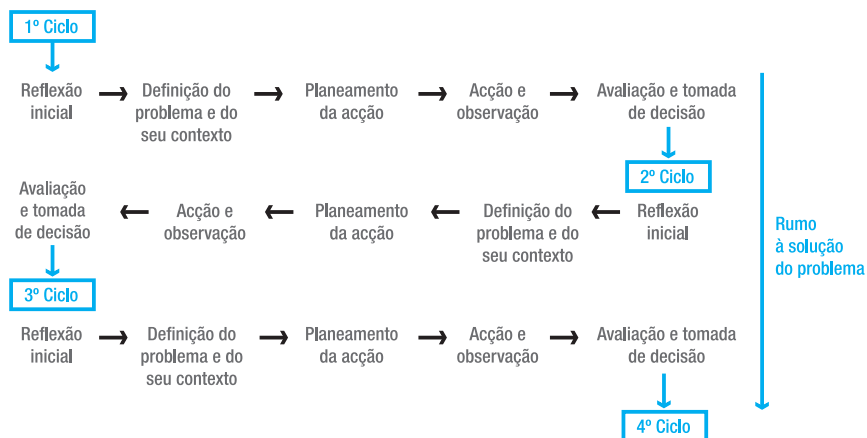 1º Ciclo
Reflexão
inicial
Definição do
problema e do
seu contexto
Planeamento
da acção
Acção e
observação
Avaliação e tomada
de decisão
2º Ciclo
Reflexão
inicial
Definição do
problema e do
seu contexto
Planeamento
da acção
Acção e
observação
Avaliação
e tomada
de decisão
3º Ciclo
Reflexão
inicial
Definição do
problema e do
seu contexto
Planeamento
da acção
Acção e
observação
Avaliação e tomada
de decisão
4º Ciclo
Rumo
à solução
do problema